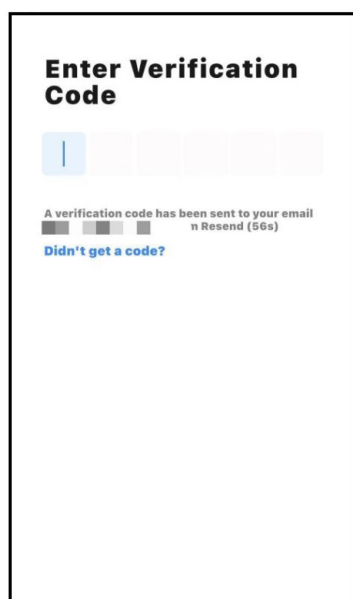 Enter Verification
Code
A verification code has been sent to your email
n Resend (56s)
Didn't get a code?